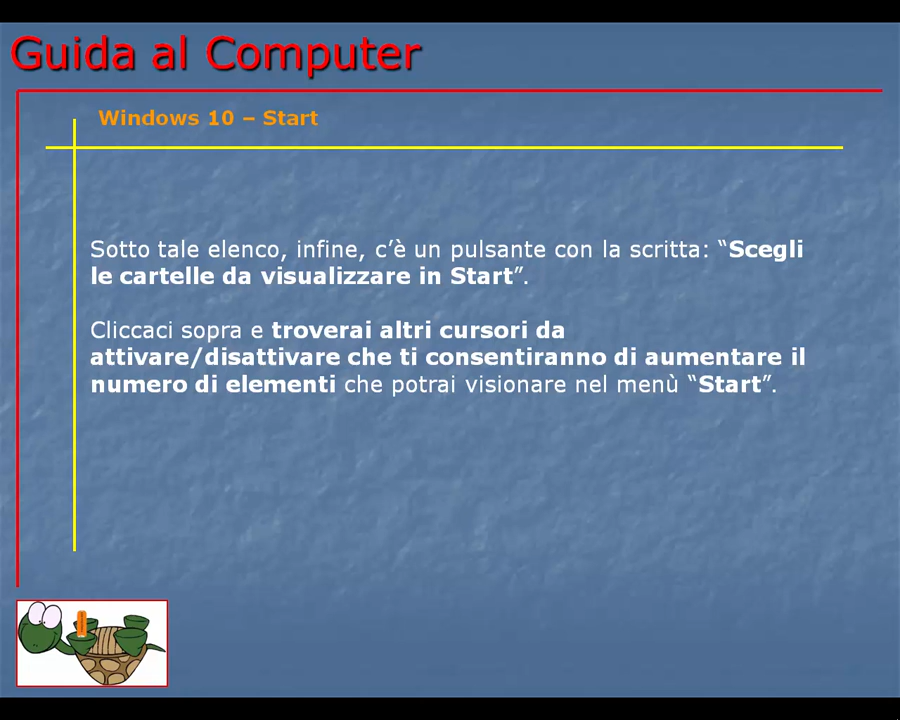 Guida al Computer
Windows 10 – Start
Sotto tale elenco, infine, c’è un pulsante con la scritta: “Scegli
le cartelle da visualizzare in Start”.
Cliccaci sopra e troverai altri cursori da
attivare/disattivare che ti consentiranno di aumentare il
numero di elementi che potrai visionare nel menù “Start”.